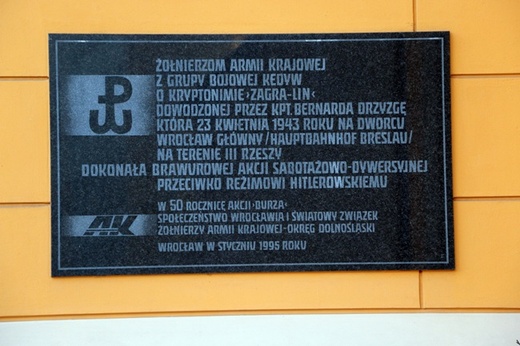 ŻOŁNIERZOM ARMII KRAJOWEJ
Z GRUPY BOJOWEJ KEDYW
O KRYPTONIMIE ›ZAGRA-LIN‹
DOWODZONEJ PRZEZ KPT. BERNARDA DRZYZGĘ
KTÓRA 23 KWIETNIA 1943 ROKU NA DWORCU
WROCŁAW GŁÓWNY /HAUPTBAHNHOF BRESLAU/
NA TERENIE III RZESZY
DOKONAŁA BRAWUROWEJ AKCJI SABOTAŻOWO-DYWERSYJNEJ
PRZECIWKO REŻIMOWI HITLEROWSKIEMU
W 50 ROCZNICĘ AKCJI ›BURZA‹
SPOŁECZEŃSTWO WROCŁAWIA I ŚWIATOWY ZWIĄZEK
ŻOŁNIERZY ARMII KRAJOWEJ-OKRĘG DOLNOŚLĄSKI
WROCŁAW W STYCZNIU 1995 ROKU
PW
AK